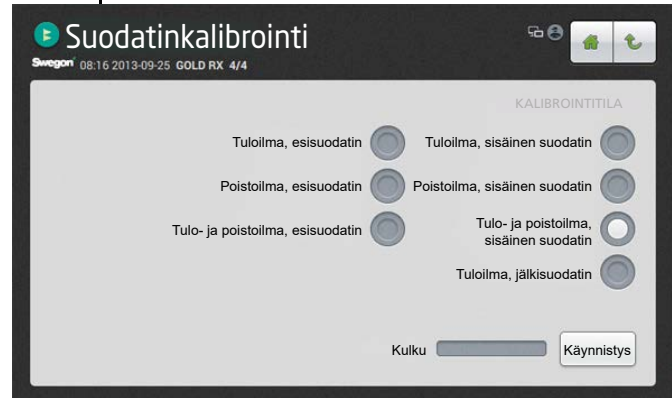 Suodatinkalibrointi
Swegon 08:16 2013-09-25 GOLD RX 4/4
KALIBROINTITILA
Tuloilma, esisuodatin
Tuloilma, sisäinen suodatin
Poistoilma, esisuodatin
Poistoilma, sisäinen suodatin
Tulo- ja poistoilma, esisuodatin
Tulo- ja poistoilma,
sisäinen suodatin
Tuloilma, jälkisuodatin
Kulku
Käynnistys